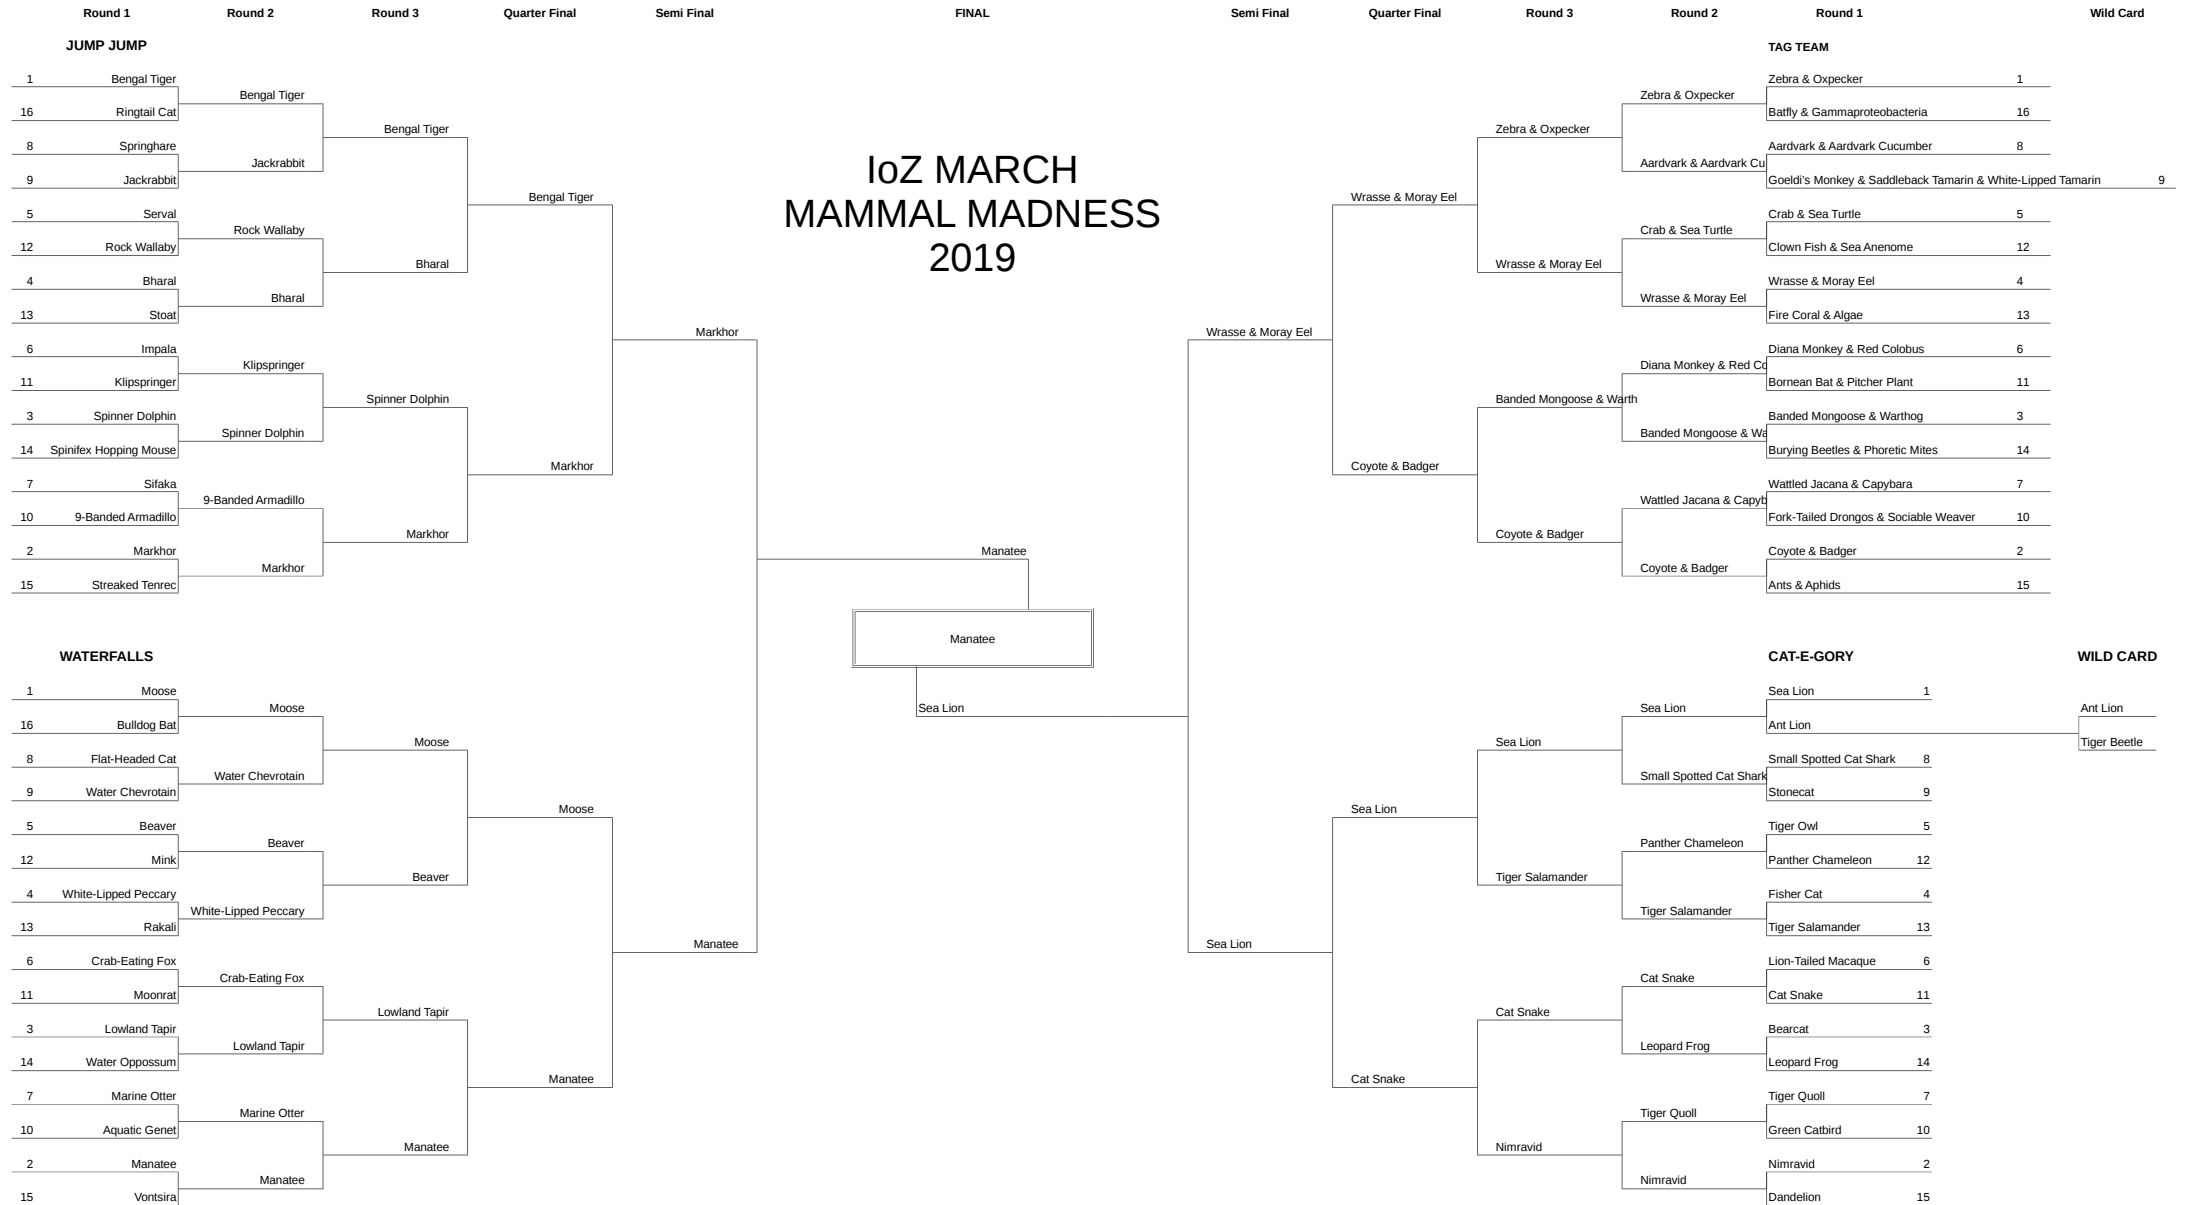 Round 1 Round 2 Round 3 Quarter Final Semi Final FINAL Semi Final Quarter Final Round 3 Round 2 Round 1 Wild Card
JUMP JUMP
1 Bengal Tiger
16 Ringtail Cat
8 Springhare
9 Jackrabbit
5 Serval
12 Rock Wallaby
4 Bharal
13 Stoat
6 Impala
11 Klipspringer
3 Spinner Dolphin
14 Spinifex Hopping Mouse
7 Sifaka
10 9-Banded Armadillo
2 Markhor
15 Streaked Tenrec
Bengal Tiger
Jackrabbit
Rock Wallaby
Bharal
Klipspringer
Spinner Dolphin
9-Banded Armadillo
Markhor
Bengal Tiger
Bharal
Spinner Dolphin
Markhor
Bengal Tiger
Markhor
Markhor
WATERFALLS
1 Moose
16 Bulldog Bat
8 Flat-Headed Cat
9 Water Chevrotain
5 Beaver
12 Mink
4 White-Lipped Peccary
13 Rakali
6 Crab-Eating Fox
11 Moonrat
3 Lowland Tapir
14 Water Oppossum
7 Marine Otter
10 Aquatic Genet
2 Manatee
15 Vontsira
Moose
Water Chevrotain
Beaver
White-Lipped Peccary
Crab-Eating Fox
Lowland Tapir
Marine Otter
Manatee
Moose
Beaver
Lowland Tapir
Manatee
Moose
Manatee
Manatee
IoZ MARCH
MAMMAL MADNESS
2019
Manatee
Manatee
Sea Lion
Wrasse & Moray Eel
Wrasse & Moray Eel
Coyote & Badger
Zebra & Oxpecker
Wrasse & Moray Eel
Banded Mongoose & Warth
Coyote & Badger
Zebra & Oxpecker
Aardvark & Aardvark Cu
Crab & Sea Turtle
Wrasse & Moray Eel
Diana Monkey & Red Co
Banded Mongoose & Wa
Wattled Jacana & Capyb
Coyote & Badger
TAG TEAM
Zebra & Oxpecker 1
Batfly & Gammaproteobacteria 16
Aardvark & Aardvark Cucumber 8
Goeldi's Monkey & Saddleback Tamarin & White-Lipped Tamarin 9
Crab & Sea Turtle 5
Clown Fish & Sea Anenome 12
Wrasse & Moray Eel 4
Fire Coral & Algae 13
Diana Monkey & Red Colobus 6
Bornean Bat & Pitcher Plant 11
Banded Mongoose & Warthog 3
Burying Beetles & Phoretic Mites 14
Wattled Jacana & Capybara 7
Fork-Tailed Drongos & Sociable Weaver 10
Coyote & Badger 2
Ants & Aphids 15
Sea Lion
Sea Lion
Cat Snake
Sea Lion
Tiger Salamander
Cat Snake
Nimravid
Sea Lion
Small Spotted Cat Shark
Panther Chameleon
Tiger Salamander
Cat Snake
Leopard Frog
Tiger Quoll
Nimravid
CAT-E-GORY
Sea Lion 1
Ant Lion
Small Spotted Cat Shark 8
Stonecat 9
Tiger Owl 5
Panther Chameleon 12
Fisher Cat 4
Tiger Salamander 13
Lion-Tailed Macaque 6
Cat Snake 11
Bearcat 3
Leopard Frog 14
Tiger Quoll 7
Green Catbird 10
Nimravid 2
Dandelion 15
WILD CARD
Ant Lion
Tiger Beetle